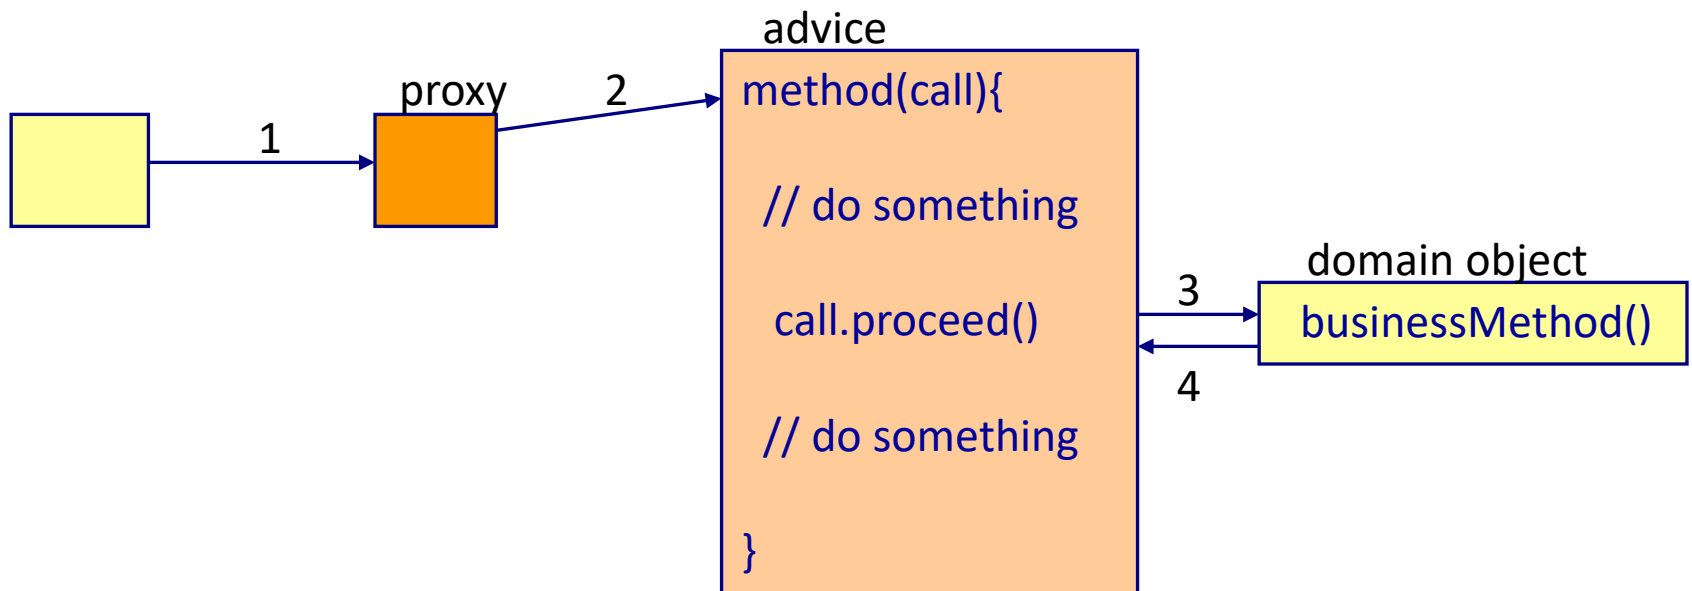 advice
proxy
1
2
method(call){
// do something
call.proceed()
// do something
}
3
4
domain object
businessMethod()